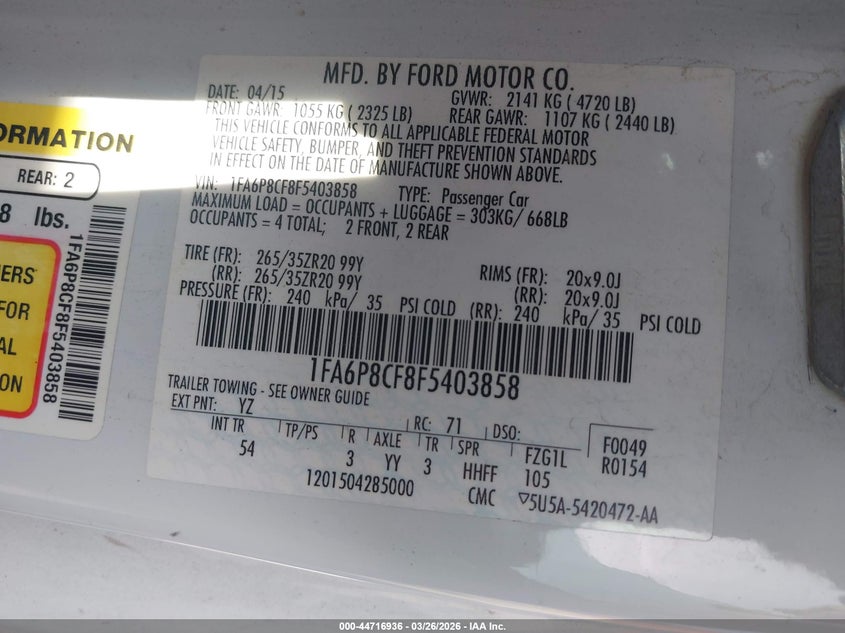 MFD. BY FORD MOTOR CO.
DATE: 04/15 GVWR: 2141 KG ( 4720 LB)
FRONT GAWR: 1055 KG ( 2325 LB) REAR GAWR: 1107 KG ( 2440 LB)
THIS VEHICLE CONFORMS TO ALL APPLICABLE FEDERAL MOTOR
VEHICLE SAFETY, BUMPER, AND THEFT PREVENTION STANDARDS
IN EFFECT ON THE DATE OF MANUFACTURE SHOWN ABOVE.
VIN: 1FA6P8CF8F5403858 TYPE: Passenger Car
MAXIMUM LOAD = OCCUPANTS + LUGGAGE = 303KG/ 668LB
OCCUPANTS = 4 TOTAL; 2 FRONT, 2 REAR
TIRE (FR): 265/35ZR20 99Y RIMS (FR): 20x9.0J
(RR): 265/35ZR20 99Y (RR): 20x9.0J
PRESSURE (FR): 240 kPa/ 35 PSI COLD (RR): 240 kPa/ 35 PSI COLD
1FA6P8CF8F5403858
TRAILER TOWING - SEE OWNER GUIDE
EXT PNT: YZ RC: 71 DSO: F0049
INT TR TP/PS R AXLE TR SPR FZG1L R0154
54 3 YY 3 HHFF 105
1201504285000 CMC ▽5U5A-5420472-AA
ORMATION
REAR: 2
8 lbs.
1FA6P8CF8F5403858
ERS
FOR
AL
ON
000-44716936 - 03/26/2026 - IAA Inc.